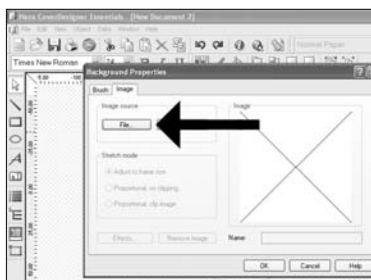 Nero CoverDesigner Essentials - [New Document 2]
File Edit View Object Data Window Help
Normal Paper
Times New Roman 24
Background Properties
Brush Image
Image source Image
File...
Stretch mode
Adjust to frame size
Proportional, no clipping
Proportional, clip image
Effects... Remove Image Name:
OK Cancel Help